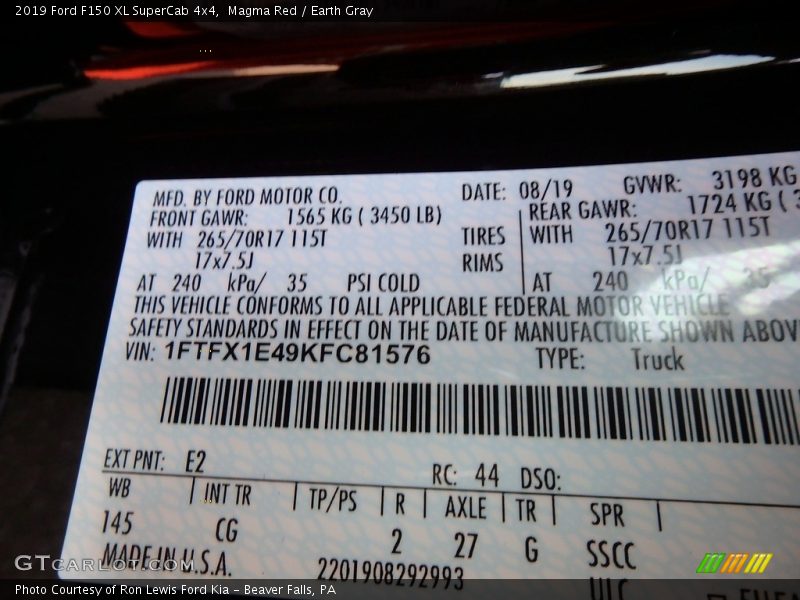 2019 Ford F150 XL SuperCab 4x4, Magma Red / Earth Gray
MFD. BY FORD MOTOR CO. DATE: 08/19 GVWR: 3198 KG
FRONT GAWR: 1565 KG ( 3450 LB) REAR GAWR: 1724 KG (
WITH 265/70R17 115T TIRES WITH 265/70R17 115T
17x7.5J RIMS 17x7.5J
AT 240 kPa/ 35 PSI COLD AT 240 kPa/ 35
THIS VEHICLE CONFORMS TO ALL APPLICABLE FEDERAL MOTOR VEHICLE
SAFETY STANDARDS IN EFFECT ON THE DATE OF MANUFACTURE SHOWN ABOV
VIN: 1FTFX1E49KFC81576 TYPE: Truck
EXT PNT: E2 RC: 44 DSO:
WB INT TR TP/PS R AXLE TR SPR
145 CG 2 27 G SSCC
MADE IN U.S.A. 2201908292993
GTCARLOT.COM
Photo Courtesy of Ron Lewis Ford Kia – Beaver Falls, PA